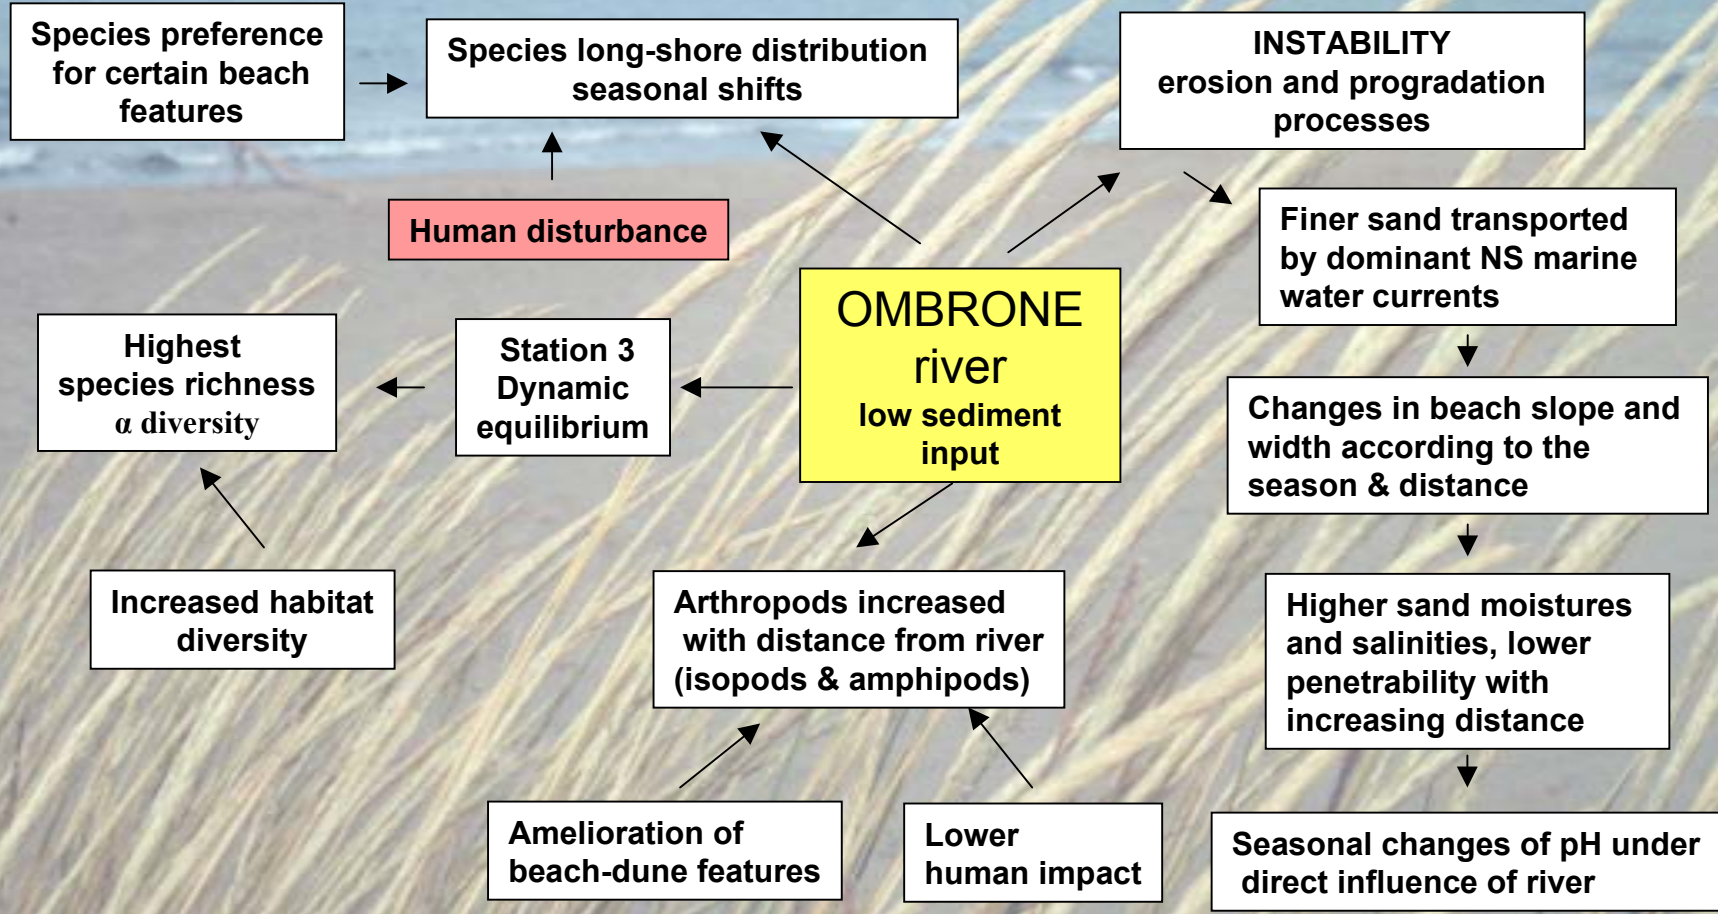 Species preference
for certain beach
features
Species long-shore distribution
seasonal shifts
INSTABILITY
erosion and progradation
processes
Human disturbance
Finer sand transported
by dominant NS marine
water currents
OMBRONE
river
low sediment
input
Highest
species richness
α diversity
Station 3
Dynamic
equilibrium
Changes in beach slope and
width according to the
season & distance
Increased habitat
diversity
Arthropods increased
with distance from river
(isopods & amphipods)
Higher sand moistures
and salinities, lower
penetrability with
increasing distance
Amelioration of
beach-dune features
Lower
human impact
Seasonal changes of pH under
direct influence of river